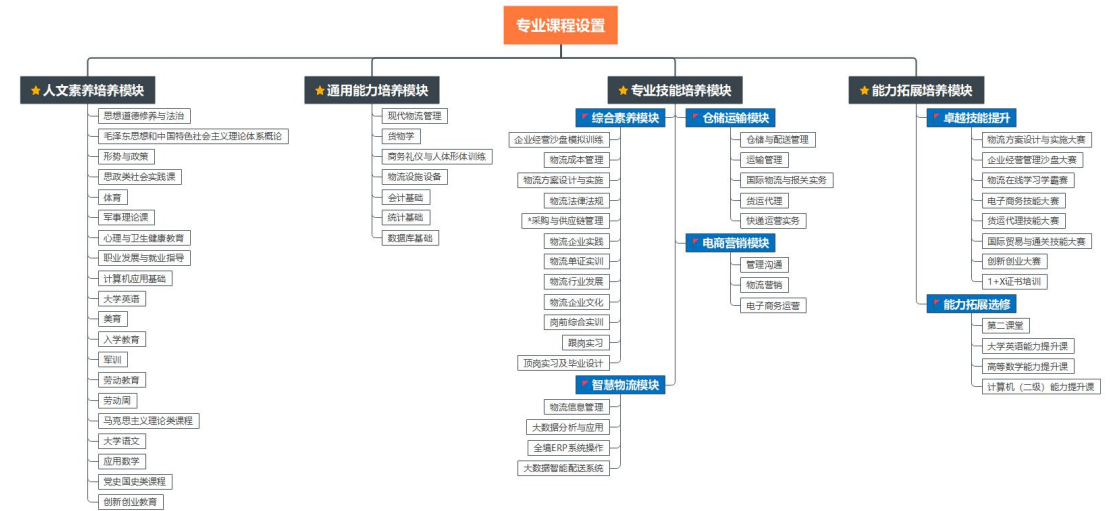 专业课程设置
人文素养培养模块
思想道德修养与法治
毛泽东思想和中国特色社会主义理论体系概论
形势与政策
思政类社会实践课
体育
军事理论课
心理与卫生健康教育
职业发展与就业指导
计算机应用基础
大学英语
美育
入学教育
军训
劳动教育
劳动周
马克思主义理论类课程
大学语文
应用数学
党史国史类课程
创新创业教育
通用能力培养模块
现代物流管理
货物学
商务礼仪与人体形体训练
物流设施设备
会计基础
统计基础
数据库基础
专业技能培养模块
综合素养模块
企业经营沙盘模拟训练
物流成本管理
物流方案设计与实施
物流法律法规
*采购与供应链管理
物流企业实践
物流单证实训
物流行业发展
物流企业文化
岗前综合实训
跟岗实习
顶岗实习及毕业设计
智慧物流模块
物流信息管理
大数据分析与应用
全境ERP系统操作
大数据智能配送系统
仓储运输模块
仓储与配送管理
运输管理
国际物流与报关实务
货运代理
快递运营实务
电商营销模块
管理沟通
物流营销
电子商务运营
能力拓展培养模块
卓越技能提升
物流方案设计与实施大赛
企业经营管理沙盘大赛
物流在线学习学霸赛
电子商务技能大赛
货运代理技能大赛
国际贸易与通关技能大赛
创新创业大赛
1+X证书培训
能力拓展选修
第二课堂
大学英语能力提升课
高等数学能力提升课
计算机（二级）能力提升课